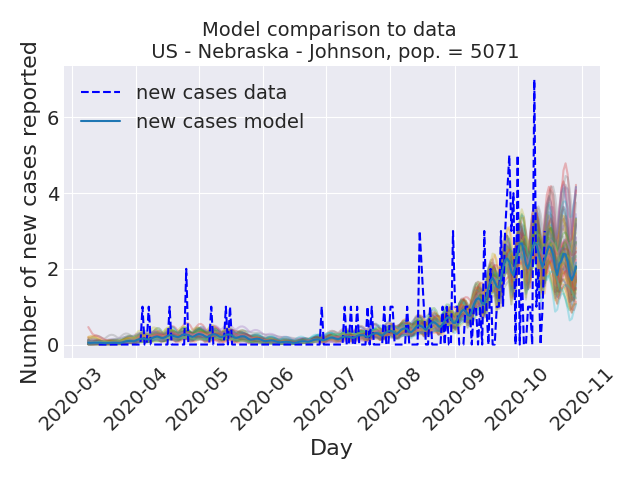 Model comparison to data
US - Nebraska - Johnson, pop. = 5071
Number of new cases reported
new cases data
new cases model
6
4
2
0
2020-03
2020-04
2020-05
2020-06
2020-07
2020-08
2020-09
2020-10
2020-11
Day